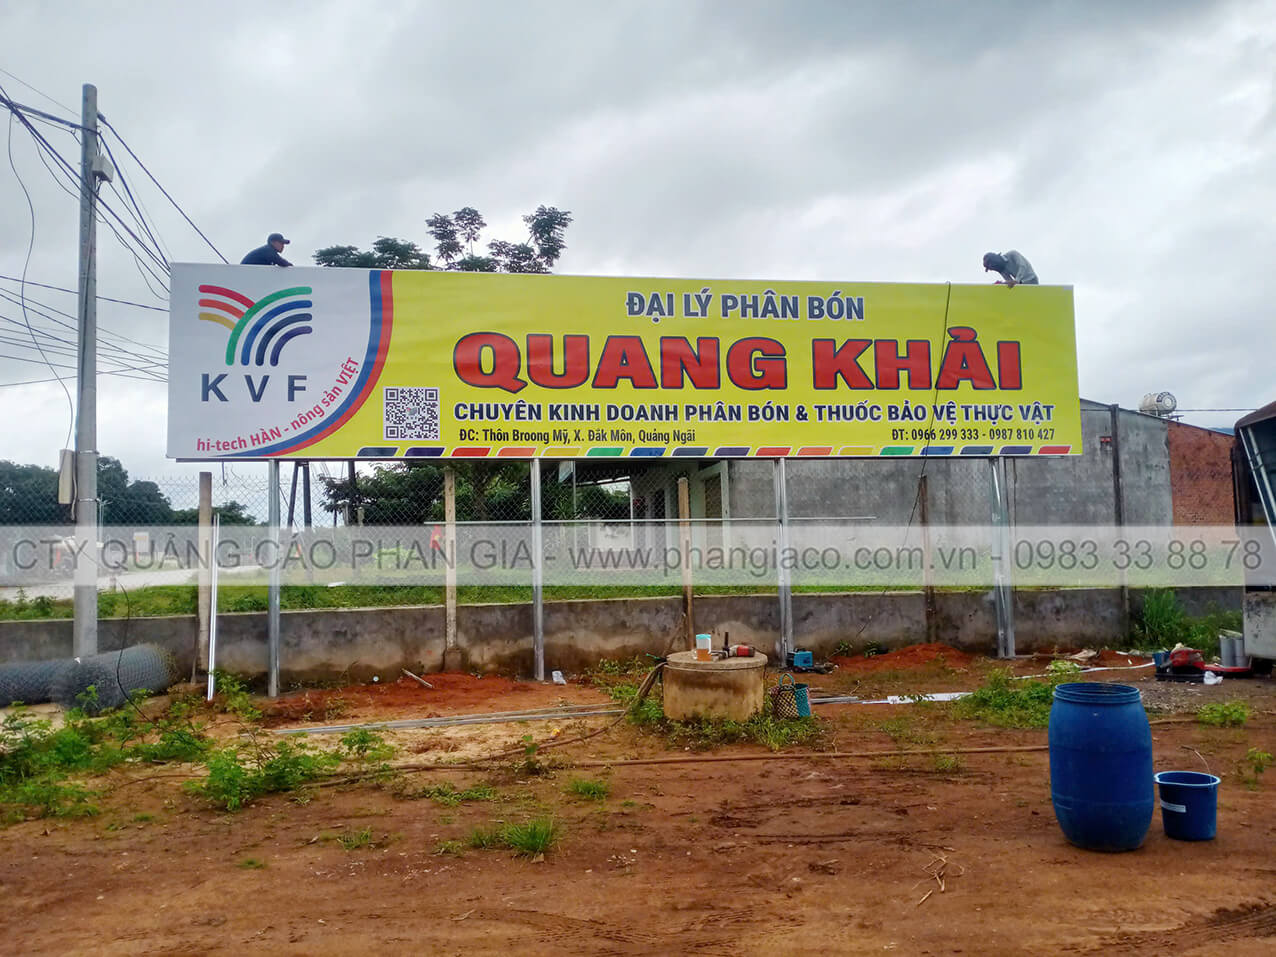 KVF
hi-tech HÀN - nông sản VIỆT
ĐẠI LÝ PHÂN BÓN
QUANG KHẢI
CHUYÊN KINH DOANH PHÂN BÓN & THUỐC BẢO VỆ THỰC VẬT
ĐC: Thôn Broong Mỹ, X. Đăk Môn, Quảng Ngãi
ĐT: 0966 299 333 - 0987 810 427
CTY QUẢNG CÁO PHAN GIA - www.phangiaco.com.vn - 0983 33 88 78